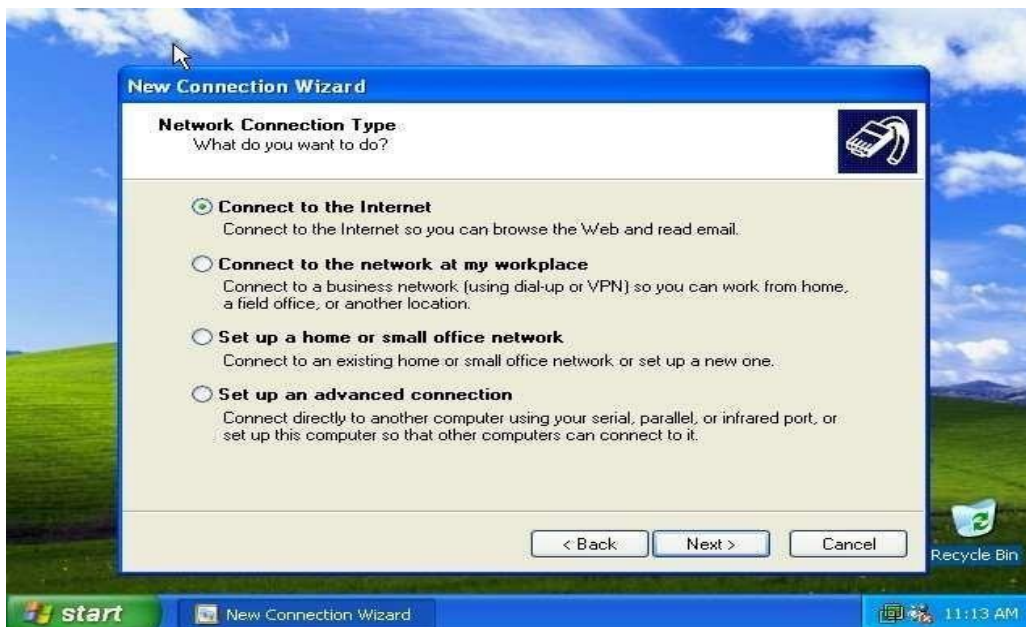 New Connection Wizard
Network Connection Type
What do you want to do?
Connect to the Internet
Connect to the Internet so you can browse the Web and read email.
Connect to the network at my workplace
Connect to a business network (using dial-up or VPN) so you can work from home,
a field office, or another location.
Set up a home or small office network
Connect to an existing home or small office network or set up a new one.
Set up an advanced connection
Connect directly to another computer using your serial, parallel, or infrared port, or
set up this computer so that other computers can connect to it.
< Back
Next >
Cancel
Recycle Bin
start
New Connection Wizard
11:13 AM